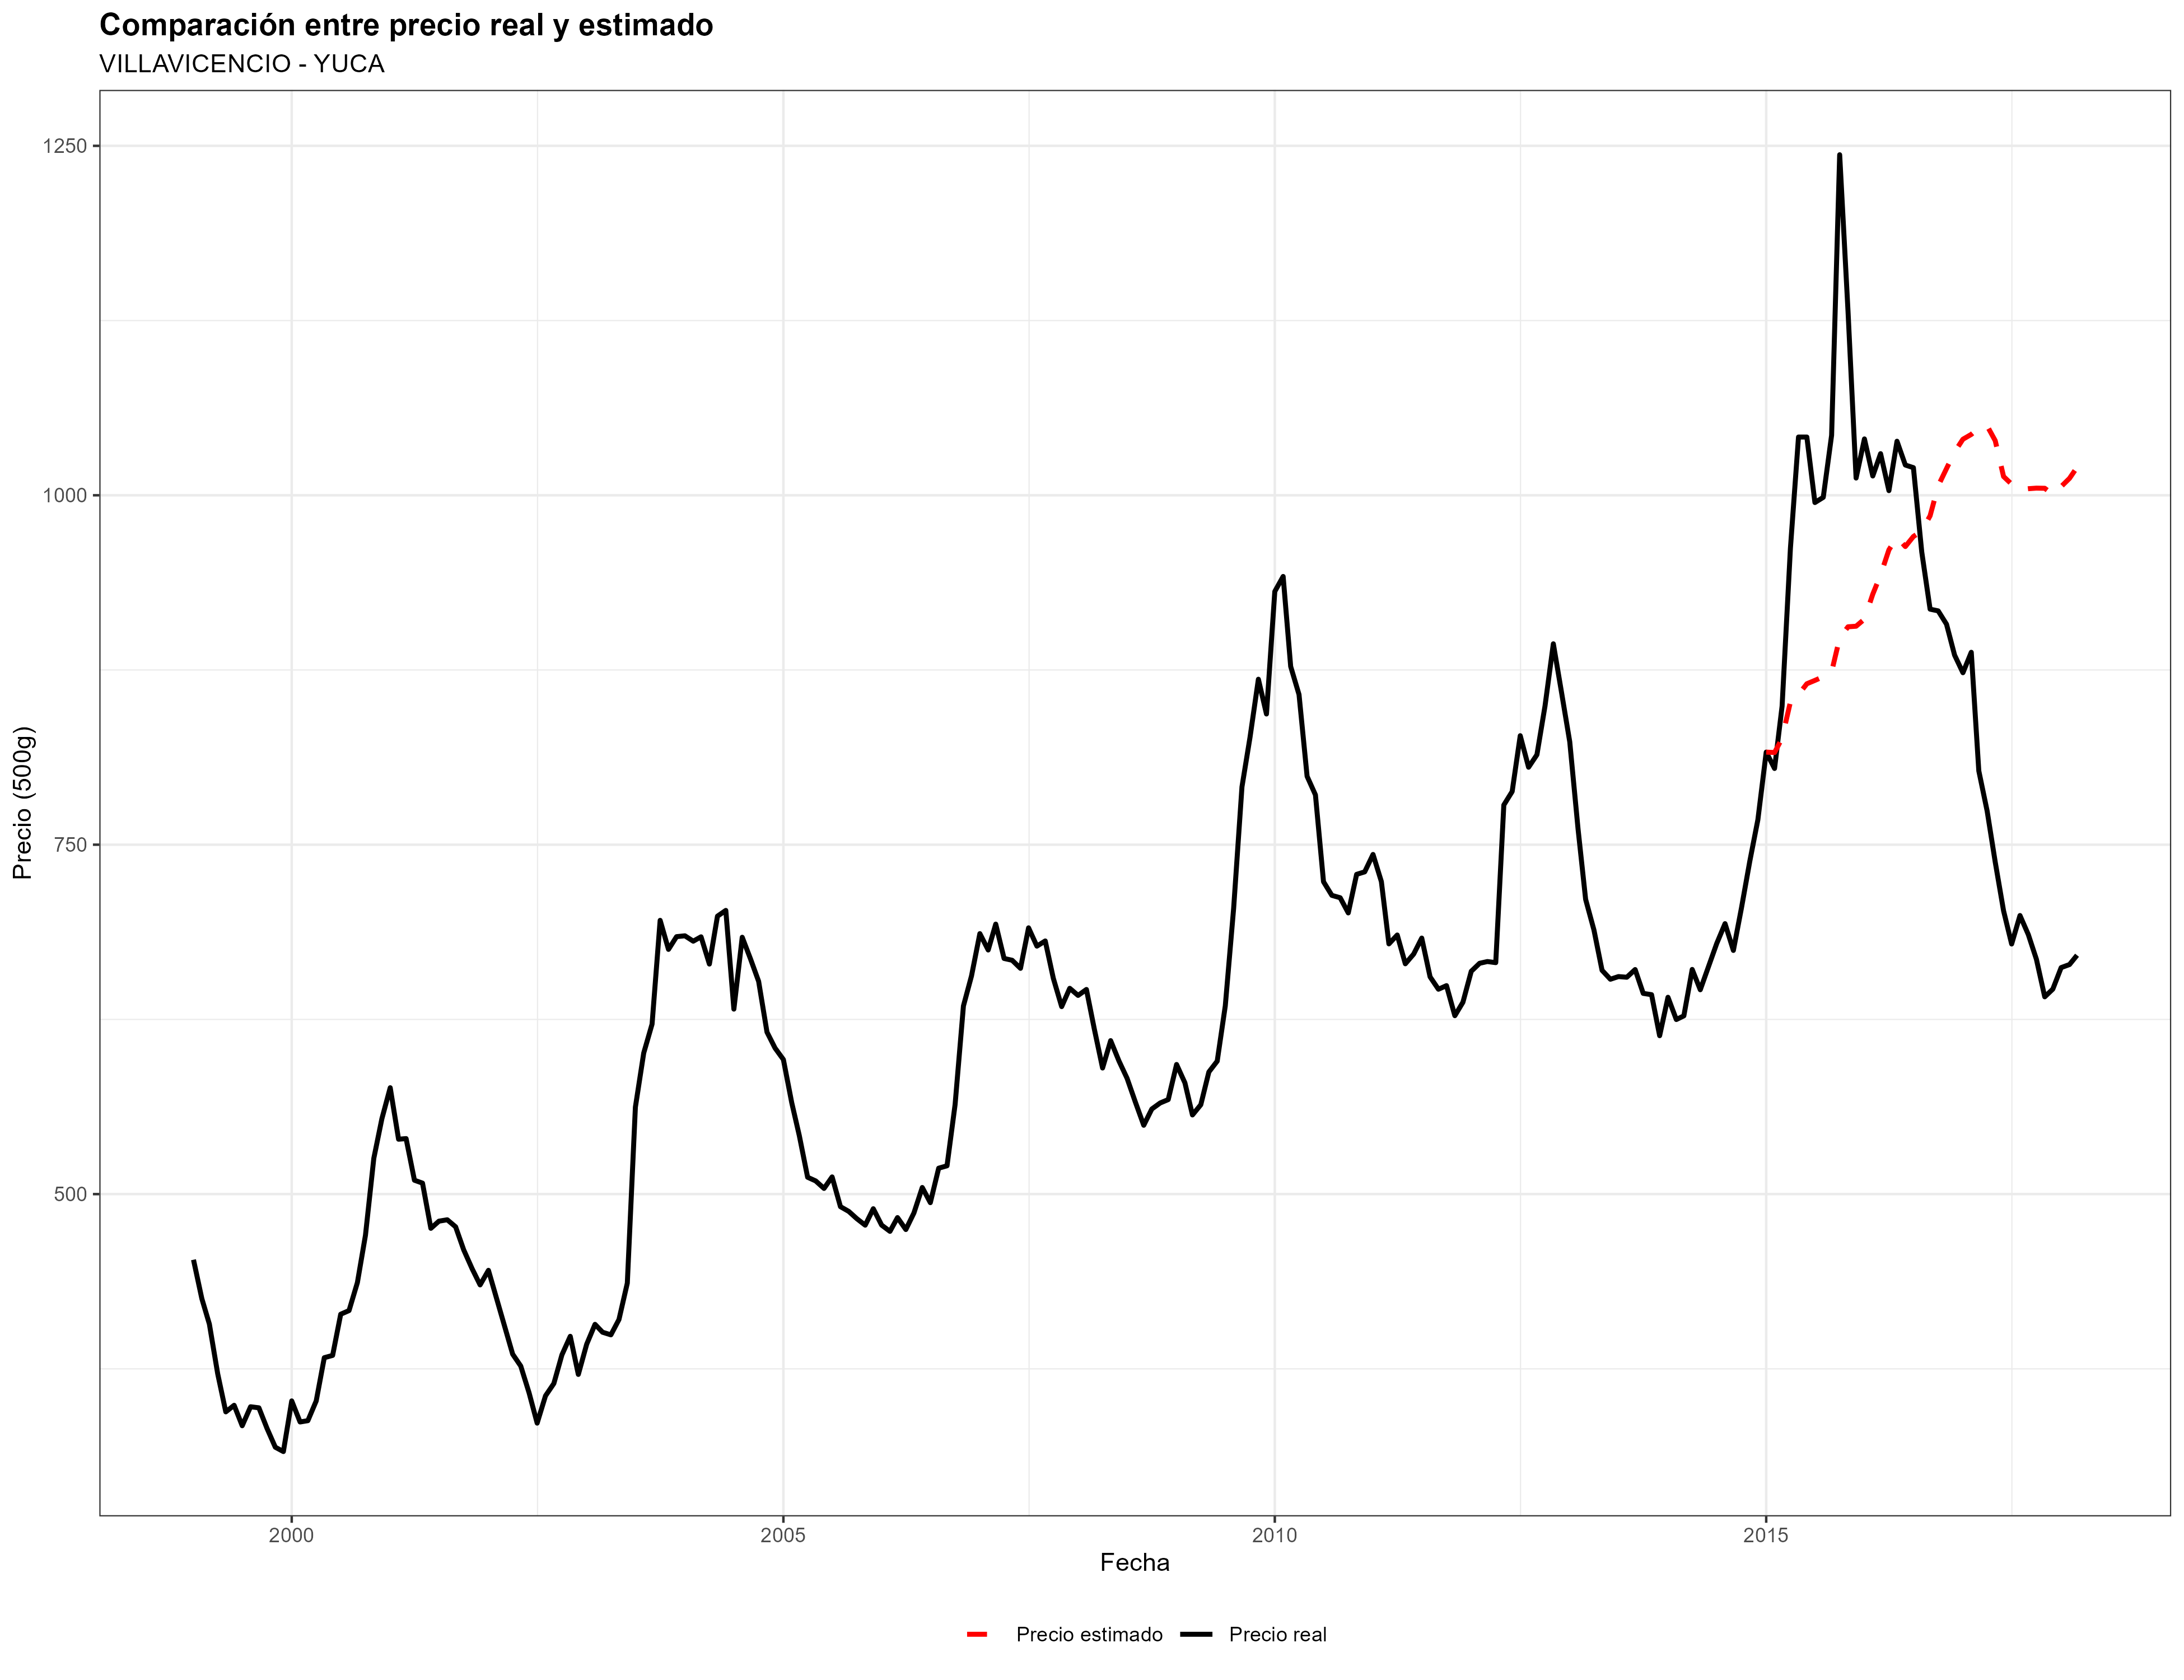 Comparación entre precio real y estimado
VILLAVICENCIO - YUCA
1250
1000
750
500
Precio (500g)
2000 2005 2010 2015
Fecha
Precio estimado Precio real